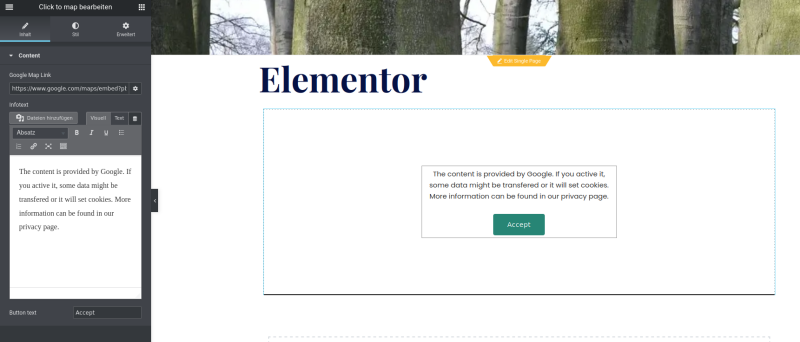 Click to map bearbeiten
Inhalt
Stil
Erweitert
Content
Google Map Link
https://www.google.com/maps/embed?pl
Infotext
Dateien hinzufügen
Visuell
Text
Absatz
B
I
U
The content is provided by Google. If
you active it, some data might be
transfered or it will set cookies. More
information can be found in our
privacy page.
Button text
Accept
Edit Single Page
Elementor
The content is provided by Google. If you active it,
some data might be transfered or it will set cookies.
More information can be found in our privacy page.
Accept